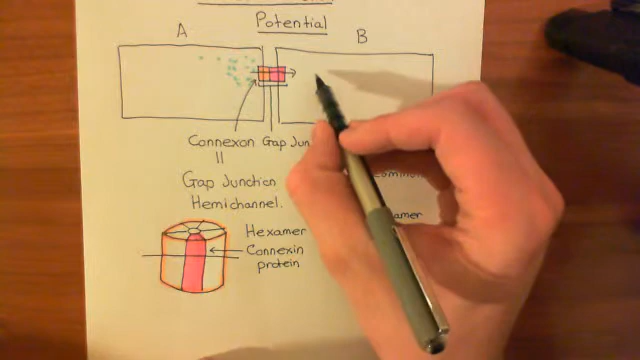 Potential
A
B
Connexon Gap Jun
=
Gap Junction
Hemichannel.
Hexamer
Connexin
protein